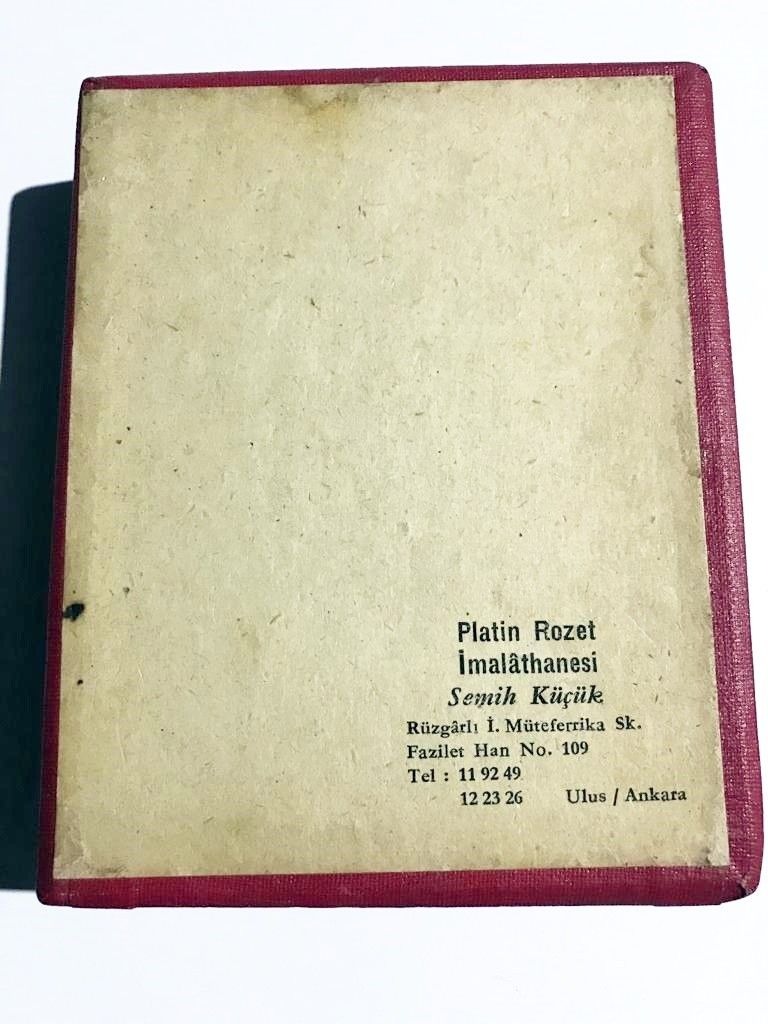 Platin Rozet
İmalâthanesi
Semih Küçük
Rüzgârlı İ. Müteferrika Sk.
Fazilet Han No. 109
Tel : 11 92 49
12 23 26 Ulus / Ankara